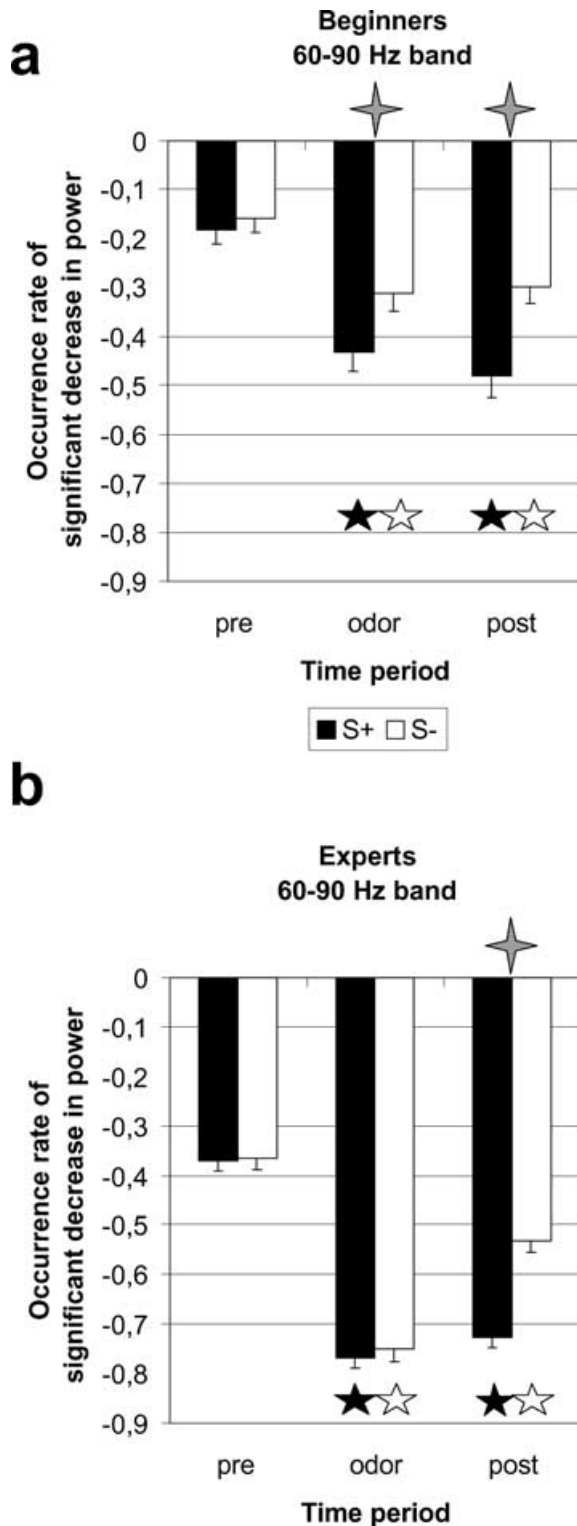 a
Beginners
60-90 Hz band
Occurrence rate of
significant decrease in power
0
-0,1
-0,2
-0,3
-0,4
-0,5
-0,6
-0,7
-0,8
-0,9
pre odor post
Time period
S+ S-
b
Experts
60-90 Hz band
Occurrence rate of
significant decrease in power
0
-0,1
-0,2
-0,3
-0,4
-0,5
-0,6
-0,7
-0,8
-0,9
pre odor post
Time period